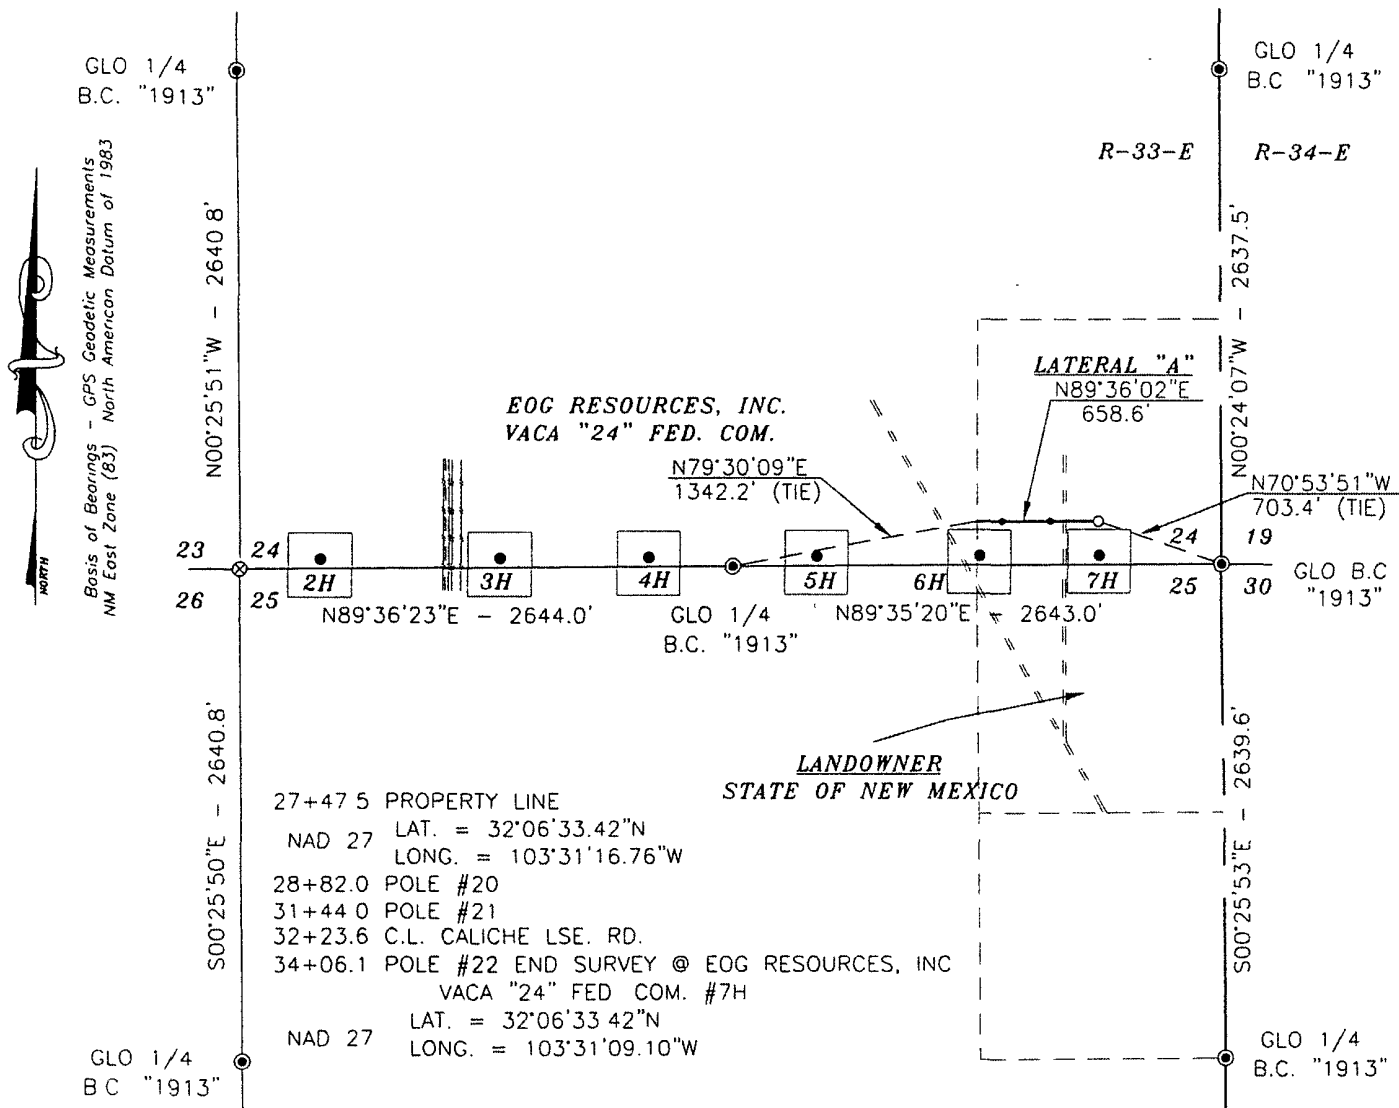 GLO 1/4
B.C. "1913"
GLO 1/4
B.C "1913"
R-33-E
R-34-E
Basis of Bearings - GPS Geodetic Measurements
NM East Zone (83) North American Datum of 1983
NORTH
N00°25'51"W - 2640 8'
N00°24'07"W - 2637.5'
LATERAL "A"
N89°36'02"E
658.6'
EOG RESOURCES, INC.
VACA "24" FED. COM.
N79°30'09"E
1342.2' (TIE)
N70°53'51"W
703.4' (TIE)
23
24
24
19
26
25
25
30
2H
3H
4H
5H
6H
7H
GLO B.C
"1913"
N89°36'23"E - 2644.0'
GLO 1/4
B.C. "1913"
N89°35'20"E - 2643.0'
S00°25'50"E - 2640.8'
S00°25'53"E - 2639.6'
LANDOWNER
STATE OF NEW MEXICO
27+47 5 PROPERTY LINE
NAD 27
LAT. = 32°06'33.42"N
LONG. = 103°31'16.76"W
28+82.0 POLE #20
31+44 0 POLE #21
32+23.6 C.L. CALICHE LSE. RD.
34+06.1 POLE #22 END SURVEY @ EOG RESOURCES, INC
VACA "24" FED COM. #7H
NAD 27
LAT. = 32°06'33 42"N
LONG. = 103°31'09.10"W
GLO 1/4
B C "1913"
GLO 1/4
B.C. "1913"